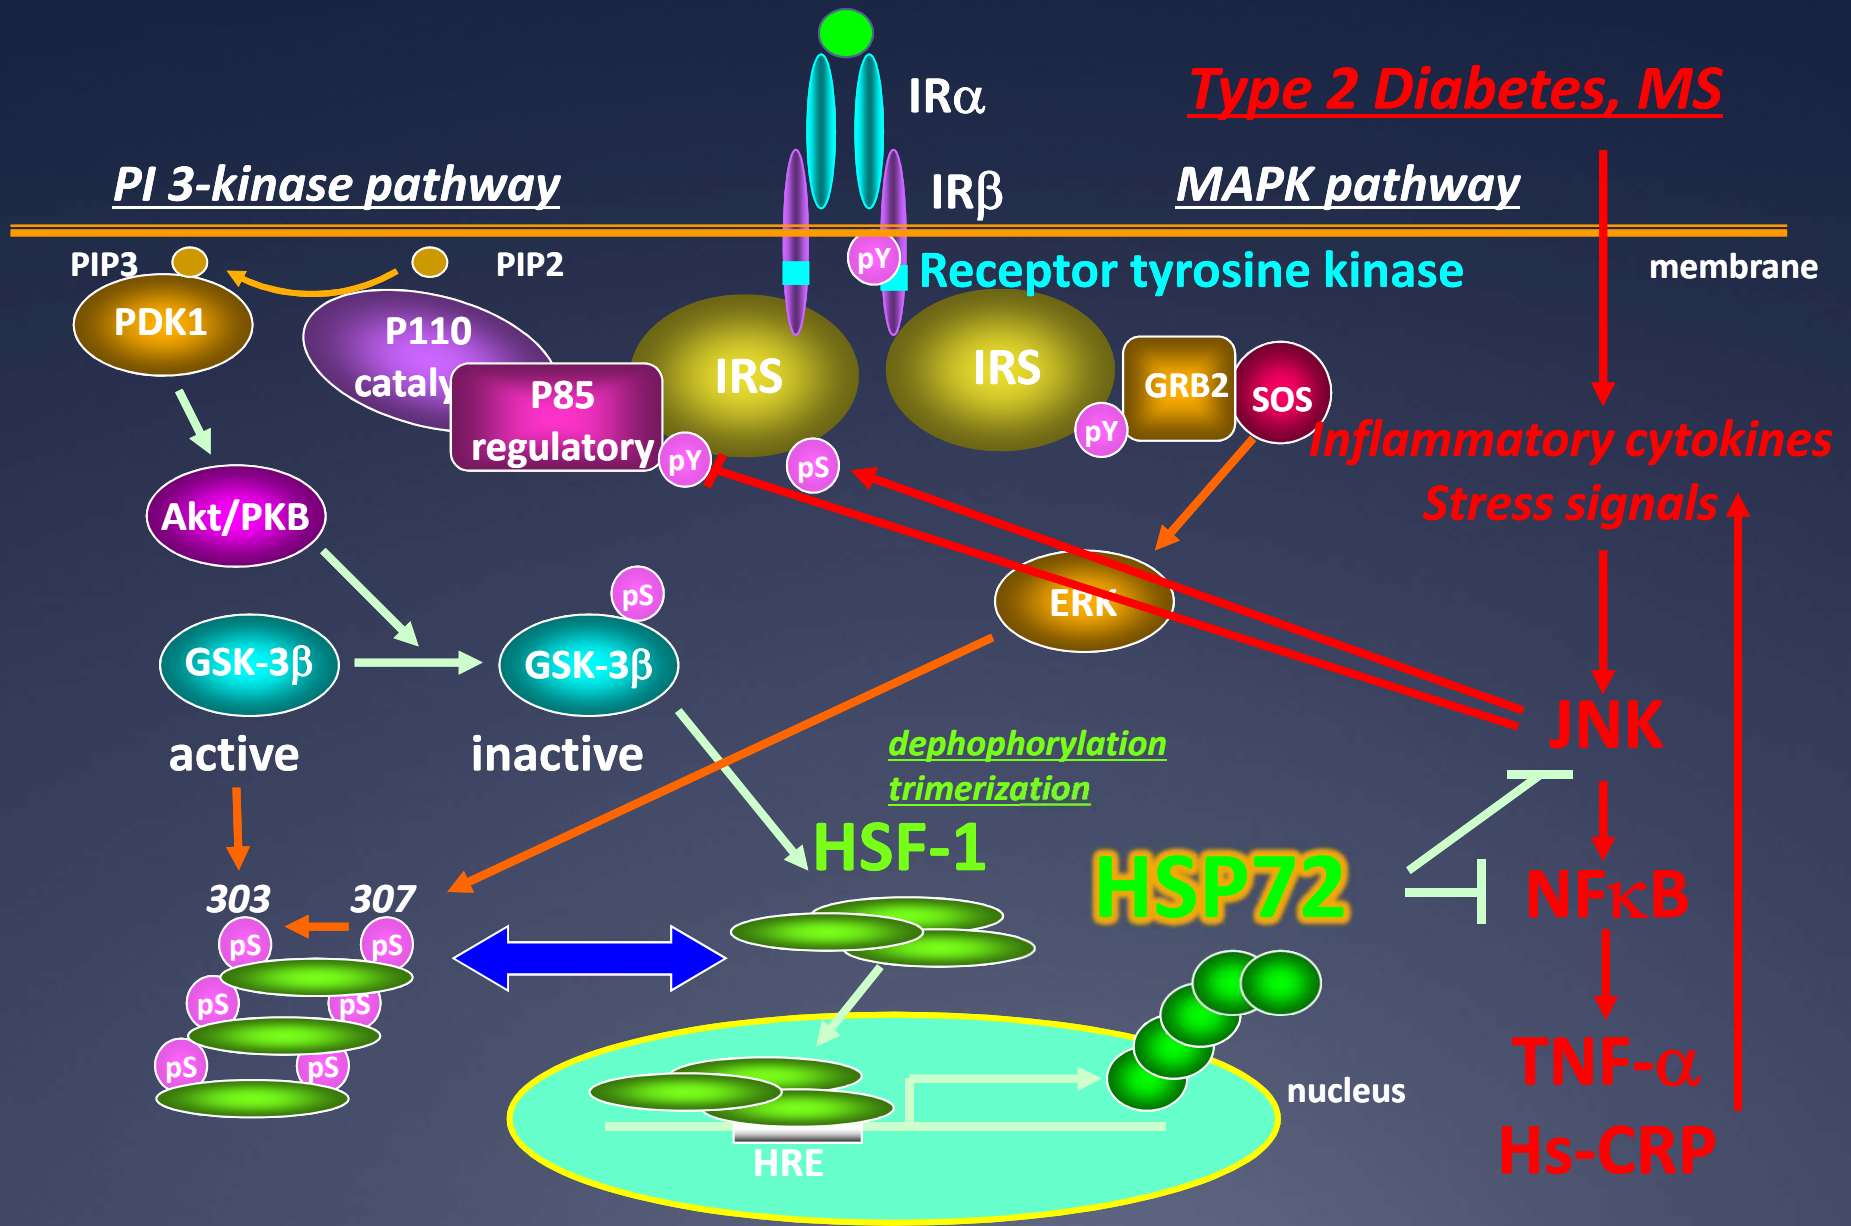 IRα
Type 2 Diabetes, MS
PI 3-kinase pathway
IRβ
MAPK pathway
PIP3
PIP2
pY
Receptor tyrosine kinase
membrane
PDK1
P110
cataly
P85
regulatory
IRS
IRS
GRB2
SOS
pY
pS
pY
Inflammatory cytokines
Stress signals
Akt/PKB
pS
ERK
GSK-3β
GSK-3β
active
inactive
JNK
dephophorylation
trimerization
HSF-1
HSP72
NFκB
303
307
pS
pS
pS
pS
pS
pS
TNF-α
Hs-CRP
nucleus
HRE